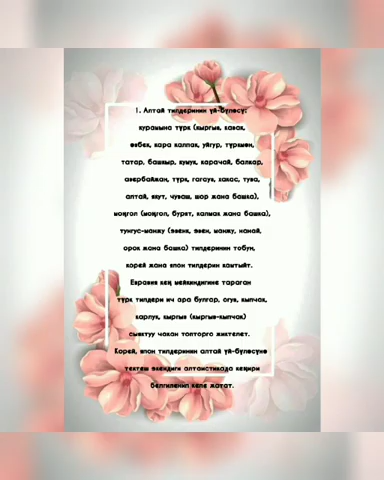 1. Алтай тилдеринин үй-бүлөсү:
курамына түрк (кыргыз, казак,
өзбек, кара калпак, уйгур, түркмөн,
татар, башкыр, кумук, карачай, балкар,
азербайжан, түрк, гагауз, хакас, тува,
алтай, якут, чуваш, шор жана башка),
моңгол (моңгол, бурят, калмак жана башка),
тунгус-манжу (эвенк, эвен, манжу, нанай,
орок жана башка) тилдеринин тобун,
корей жана япон тилдерин камтыйт.
Евразия кең мейкиндигине тараган
түрк тилдери ич ара булгар, огуз, кыпчак,
карлук, кыргыз (кыргыз-кыпчак)
сыяктуу чакан топторго жиктелет.
Корей, япон тилдеринин алтай үй-бүлөсүнө
тектеш экендиги алтаистикада кеңири
белгиленип келе жатат.